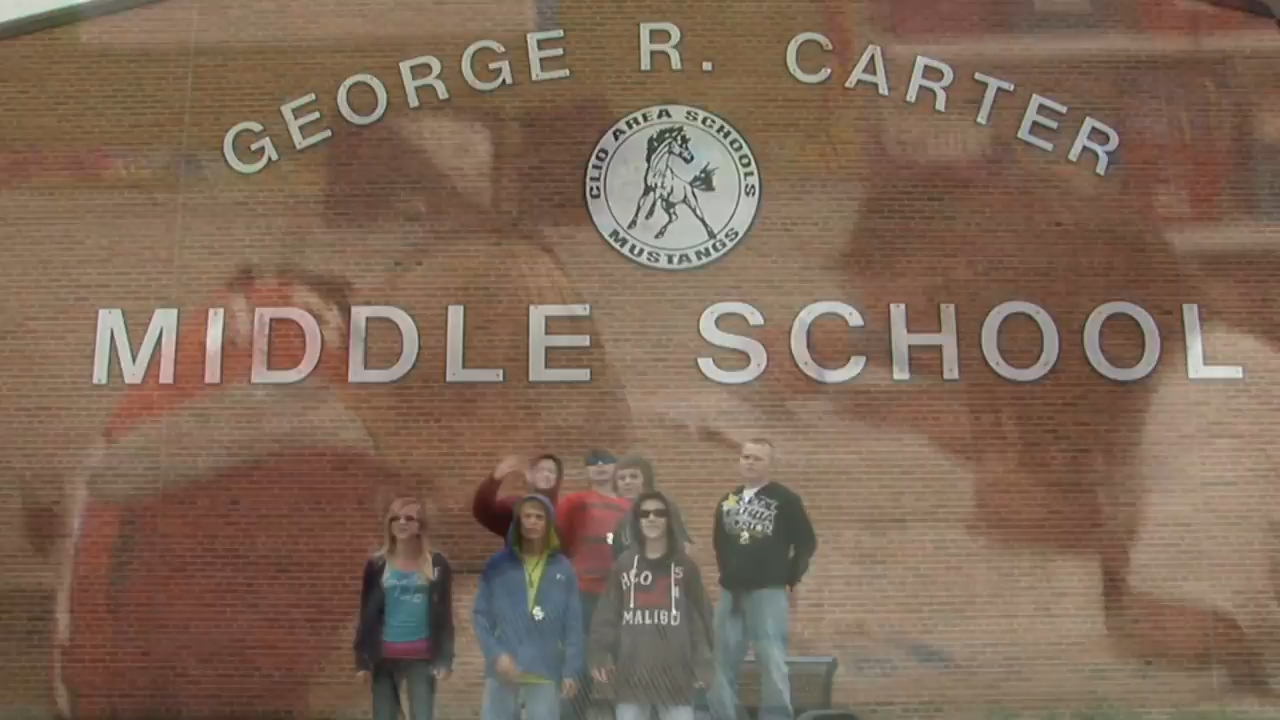 GEORGE R. CARTER
CLIO AREA SCHOOLS
MUSTANGS
MIDDLE SCHOOL
MALIBU